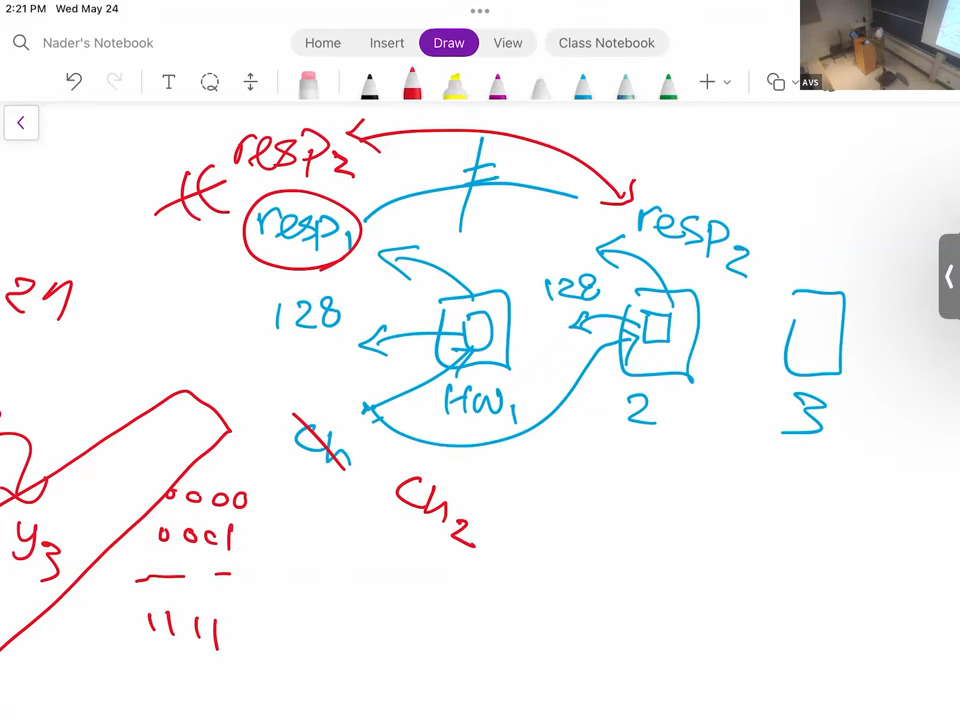 2:21 PM Wed May 24
Nader's Notebook
Home Insert Draw View Class Notebook
T
AVS
resp2
resp1
≠
resp2
2n
128
128
HW1
2
3
Ch
Ch2
0000
0001
y3
1111